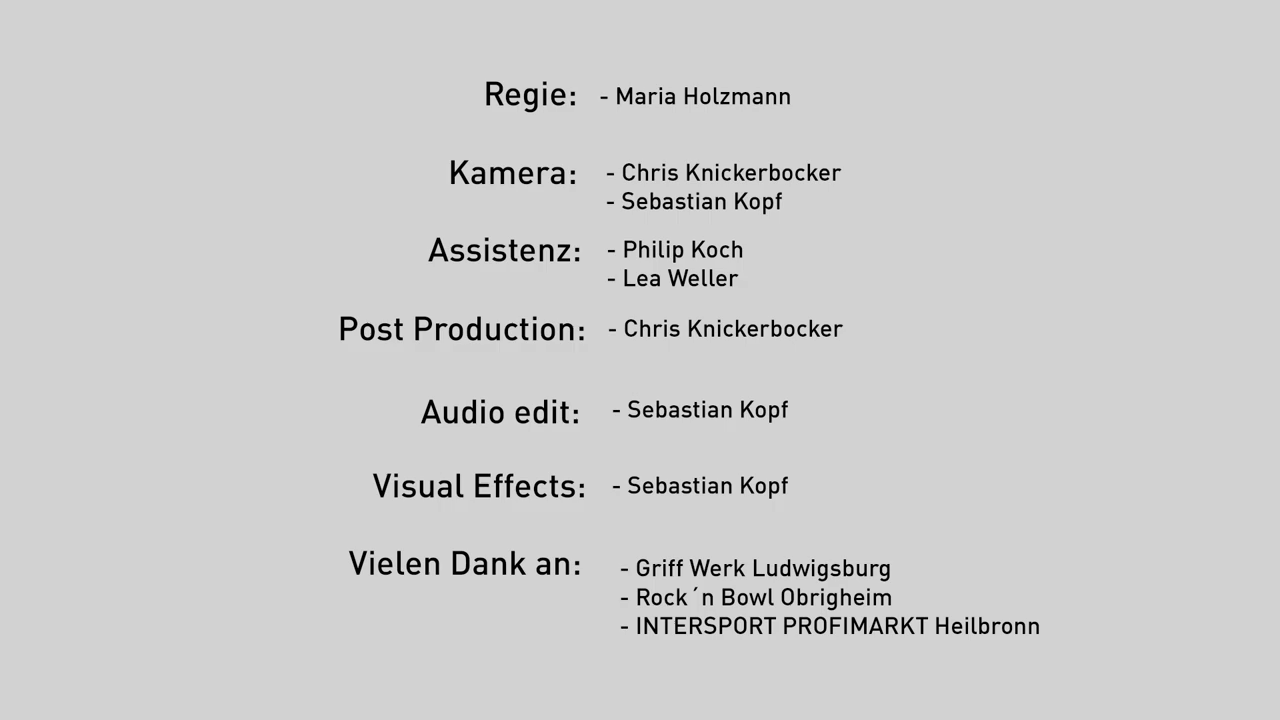 Regie: - Maria Holzmann
Kamera: - Chris Knickerbocker
- Sebastian Kopf
Assistenz: - Philip Koch
- Lea Weller
Post Production: - Chris Knickerbocker
Audio edit: - Sebastian Kopf
Visual Effects: - Sebastian Kopf
Vielen Dank an: - Griff Werk Ludwigsburg
- Rock´n Bowl Obrigheim
- INTERSPORT PROFIMARKT Heilbronn